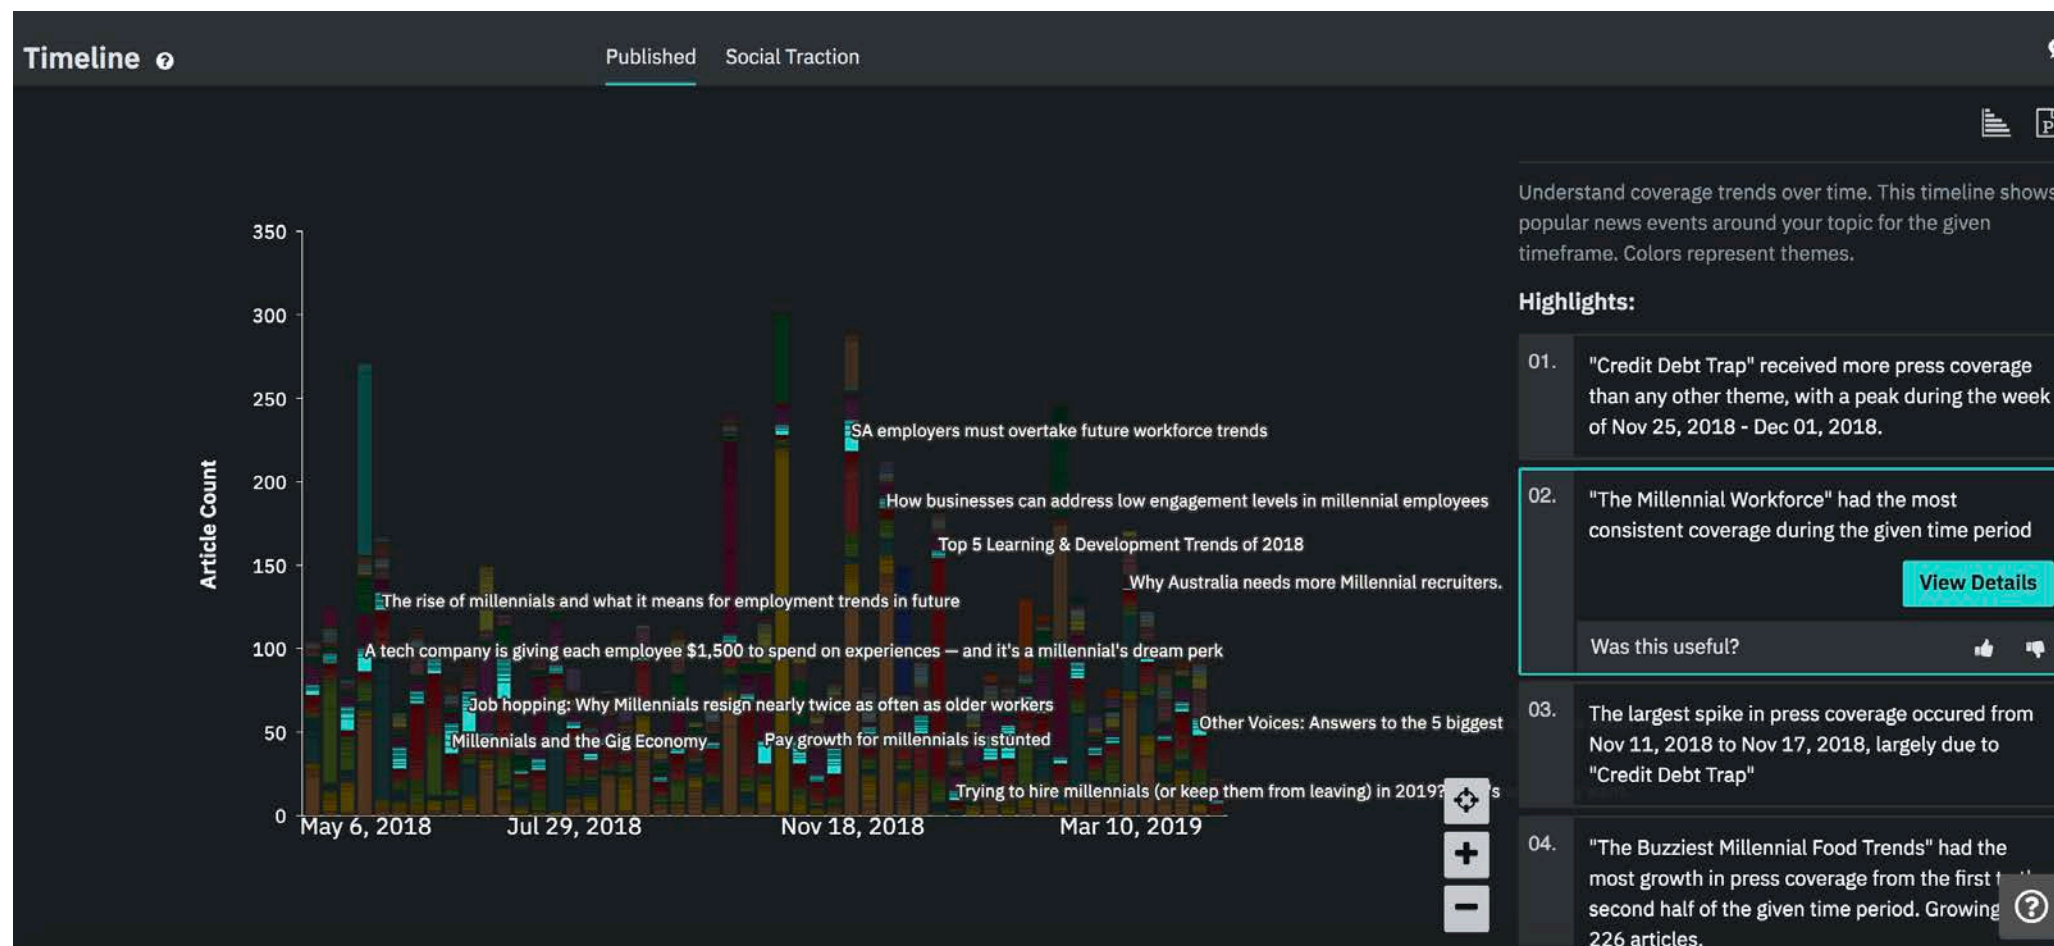 Timeline ?
Published Social Traction
Understand coverage trends over time. This timeline shows
popular news events around your topic for the given
timeframe. Colors represent themes.
Highlights:
01.
"Credit Debt Trap" received more press coverage
than any other theme, with a peak during the week
of Nov 25, 2018 - Dec 01, 2018.
02.
"The Millennial Workforce" had the most
consistent coverage during the given time period
View Details
Was this useful?
03.
The largest spike in press coverage occured from
Nov 11, 2018 to Nov 17, 2018, largely due to
"Credit Debt Trap"
04.
"The Buzziest Millennial Food Trends" had the
most growth in press coverage from the first
second half of the given time period. Growing
226 articles.
Article Count
350
300
250
200
150
100
50
0
SA employers must overtake future workforce trends
How businesses can address low engagement levels in millennial employees
Top 5 Learning & Development Trends of 2018
Why Australia needs more Millennial recruiters.
The rise of millennials and what it means for employment trends in future
A tech company is giving each employee $1,500 to spend on experiences — and it's a millennial's dream perk
Job hopping: Why Millennials resign nearly twice as often as older workers
Other Voices: Answers to the 5 biggest
Millennials and the Gig Economy
Pay growth for millennials is stunted
Trying to hire millennials (or keep them from leaving) in 2019?
May 6, 2018
Jul 29, 2018
Nov 18, 2018
Mar 10, 2019
+
−
?